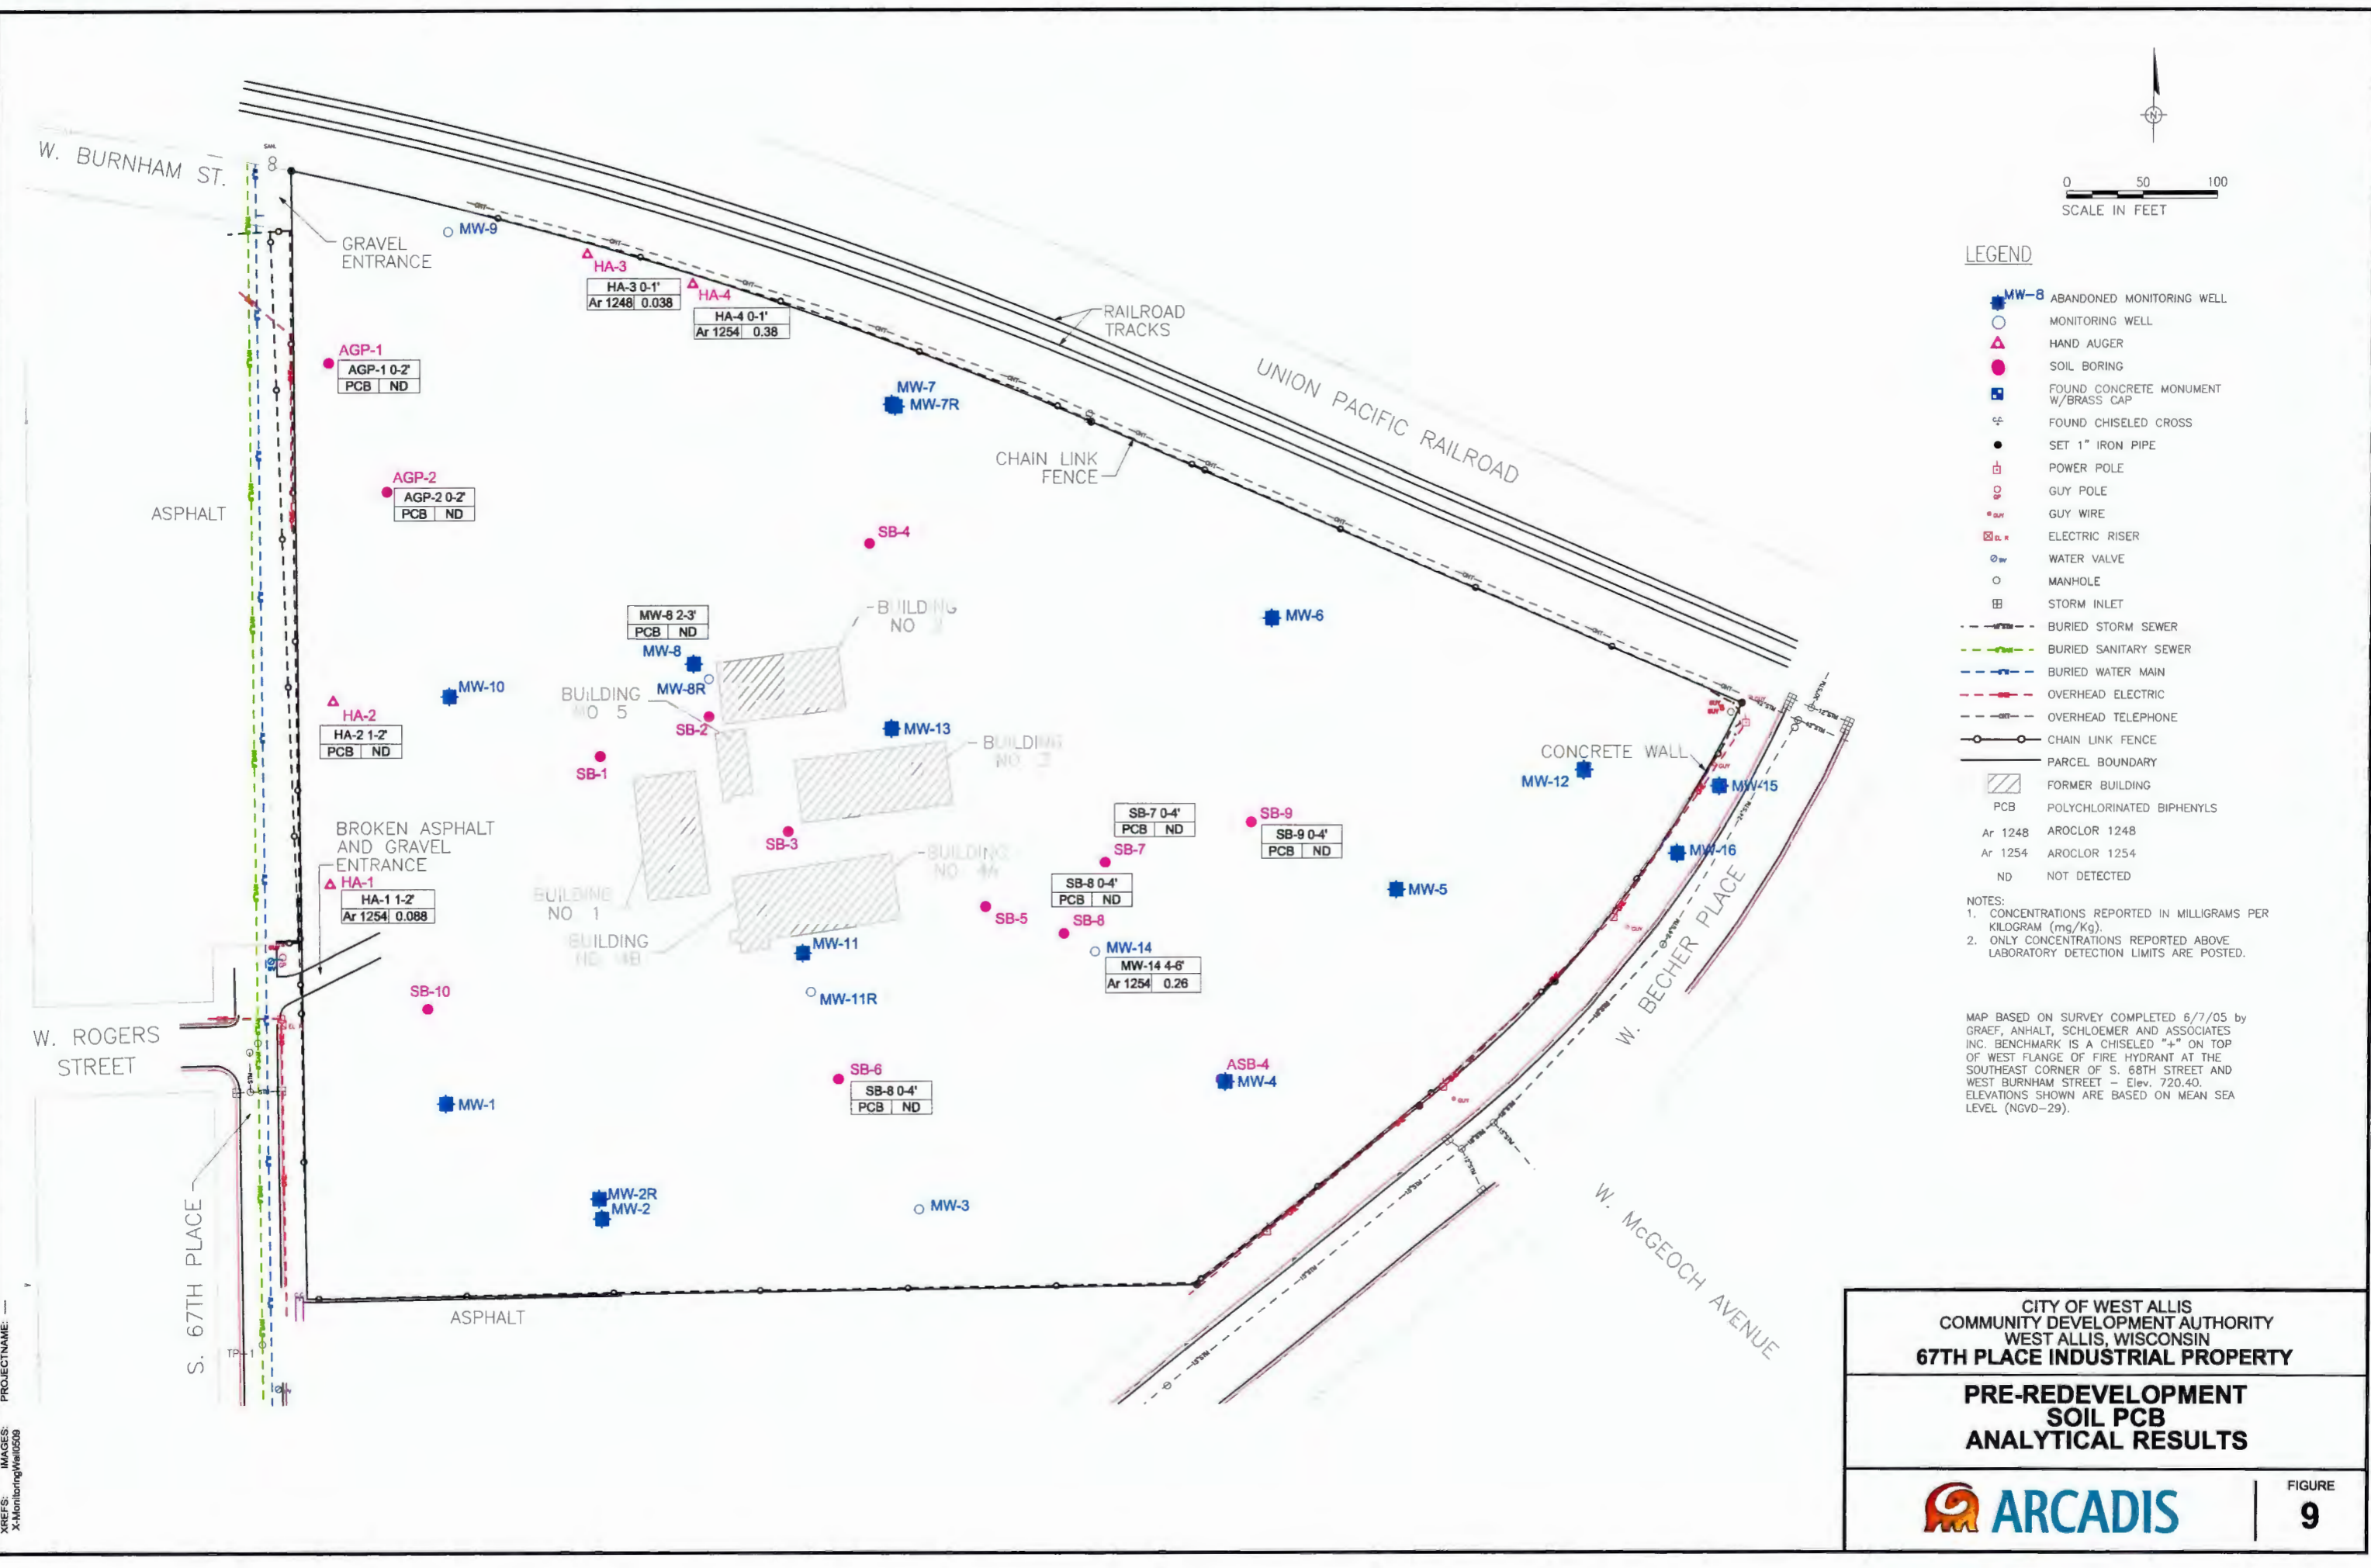 W. BURNHAM ST.
8
GRAVEL
ENTRANCE
MW-9
HA-3
HA-3 0-1'
Ar 1248 0.038
HA-4
HA-4 0-1'
Ar 1254 0.38
RAILROAD
TRACKS
UNION PACIFIC RAILROAD
CHAIN LINK
FENCE
AGP-1
AGP-1 0-2'
PCB ND
MW-7
MW-7R
AGP-2
AGP-2 0-2'
PCB ND
ASPHALT
SB-4
BUILDING
NO
MW-6
MW-8 2-3'
PCB ND
MW-8
MW-8R
MW-10
BUILDING
NO 5
SB-2
HA-2
HA-2 1-2'
PCB ND
SB-1
MW-13
BUILDING
NO
CONCRETE WALL
MW-12
MW-15
MW-16
SB-3
SB-7 0-4'
PCB ND
SB-7
SB-9
SB-9 0-4'
PCB ND
BROKEN ASPHALT
AND GRAVEL
ENTRANCE
HA-1
HA-1 1-2'
Ar 1254 0.088
BUILDING
NO 4A
BUILDING
NO 1
BUILDING
NO 4B
SB-8 0-4'
PCB ND
SB-8
SB-5
MW-5
MW-11
MW-11R
MW-14
MW-14 4-6'
Ar 1254 0.26
W. BECHER PLACE
SB-10
W. ROGERS
STREET
SB-6
SB-8 0-4'
PCB ND
ASB-4
MW-4
MW-1
MW-2R
MW-2
MW-3
S. 67TH PLACE
TP-1
ASPHALT
W. McGEOCH AVENUE
N
0 50 100
SCALE IN FEET
LEGEND
MW-8 ABANDONED MONITORING WELL
MONITORING WELL
HAND AUGER
SOIL BORING
FOUND CONCRETE MONUMENT
W/BRASS CAP
FOUND CHISELED CROSS
SET 1" IRON PIPE
POWER POLE
GUY POLE
GUY WIRE
ELECTRIC RISER
WATER VALVE
MANHOLE
STORM INLET
BURIED STORM SEWER
BURIED SANITARY SEWER
BURIED WATER MAIN
OVERHEAD ELECTRIC
OVERHEAD TELEPHONE
CHAIN LINK FENCE
PARCEL BOUNDARY
FORMER BUILDING
PCB POLYCHLORINATED BIPHENYLS
Ar 1248 AROCLOR 1248
Ar 1254 AROCLOR 1254
ND NOT DETECTED
NOTES:
1. CONCENTRATIONS REPORTED IN MILLIGRAMS PER
KILOGRAM (mg/Kg).
2. ONLY CONCENTRATIONS REPORTED ABOVE
LABORATORY DETECTION LIMITS ARE POSTED.
MAP BASED ON SURVEY COMPLETED 6/7/05 by
GRAEF, ANHALT, SCHLOEMER AND ASSOCIATES
INC. BENCHMARK IS A CHISELED "+" ON TOP
OF WEST FLANGE OF FIRE HYDRANT AT THE
SOUTHEAST CORNER OF S. 68TH STREET AND
WEST BURNHAM STREET – Elev. 720.40.
ELEVATIONS SHOWN ARE BASED ON MEAN SEA
LEVEL (NGVD-29).
CITY OF WEST ALLIS
COMMUNITY DEVELOPMENT AUTHORITY
WEST ALLIS, WISCONSIN
67TH PLACE INDUSTRIAL PROPERTY
PRE-REDEVELOPMENT
SOIL PCB
ANALYTICAL RESULTS
ARCADIS
FIGURE
9
XREFS: IMAGES: PROJECTNAME: —
X-MonitoringWell0509